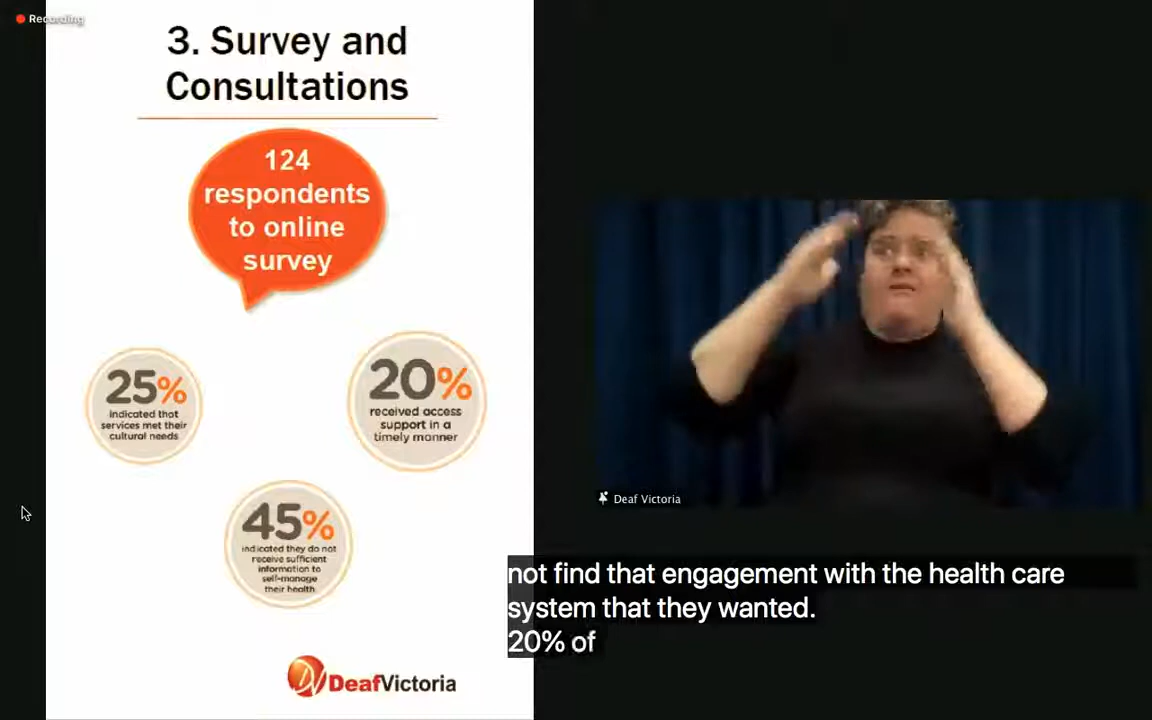 Recording
3. Survey and
Consultations
124
respondents
to online
survey
25%
indicated that
services met their
cultural needs
20%
received access
support in a
timely manner
45%
indicated they do not
receive sufficient
information to
self-manage
their health
DeafVictoria
Deaf Victoria
not find that engagement with the health care
system that they wanted.
20% of